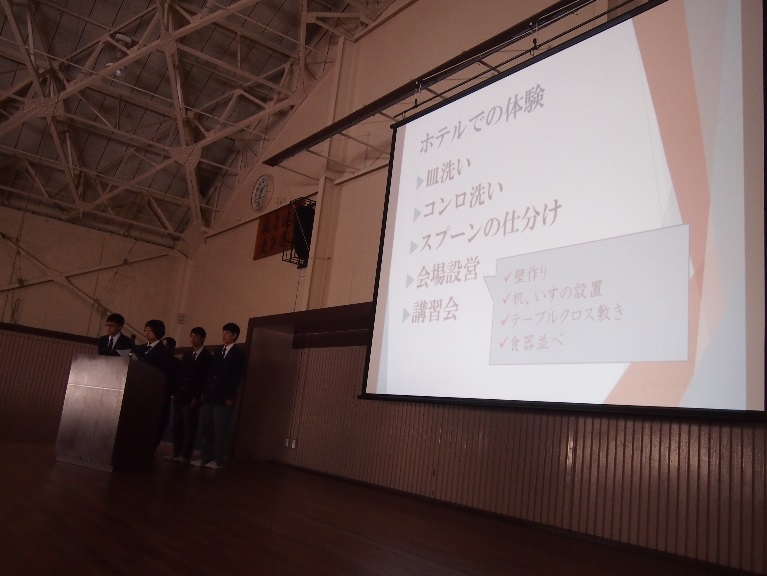 ホテルでの体験
皿洗い
コンロ洗い
スプーンの仕分け
会場設営
講習会
✓壁作り
✓机、いすの設置
✓テーブルクロス敷き
✓食器並べ